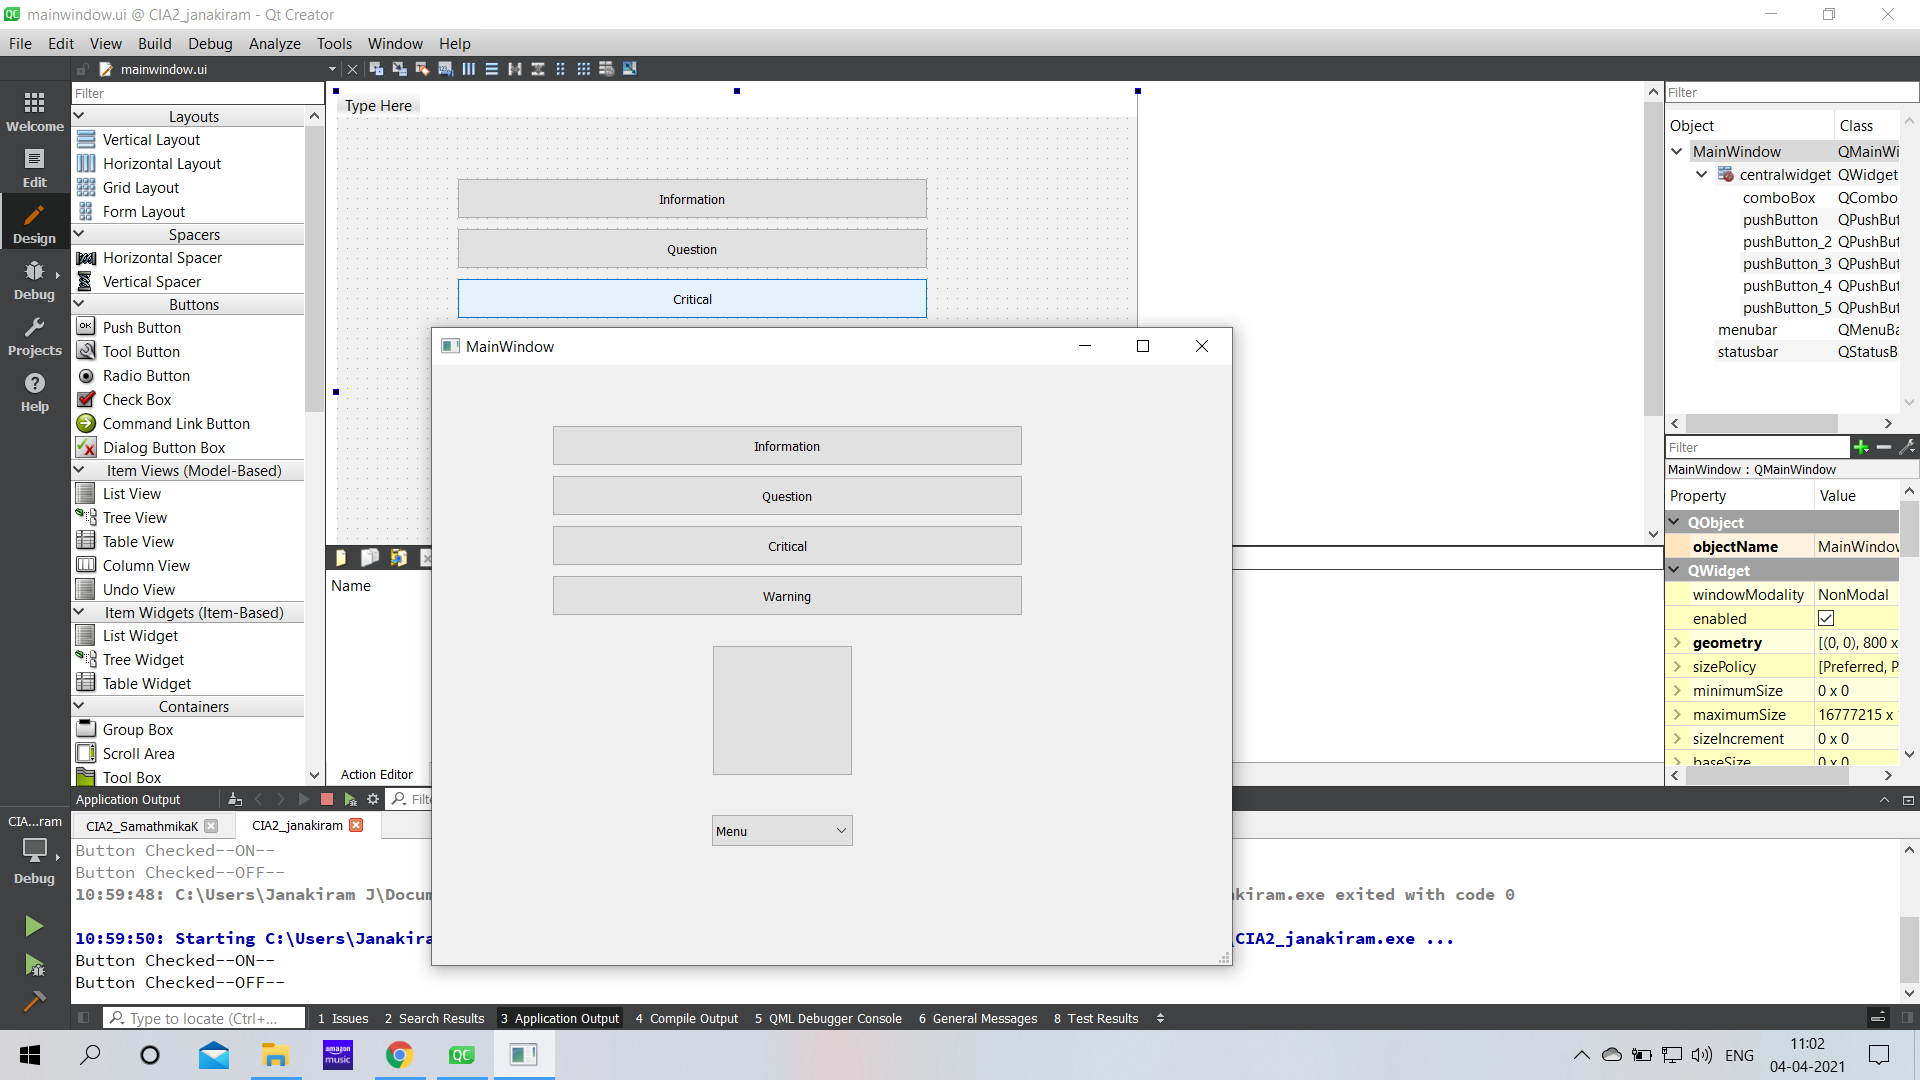 mainwindow.ui @ CIA2_janakiram - Qt Creator
File Edit View Build Debug Analyze Tools Window Help
mainwindow.ui
Welcome
Edit
Design
Debug
Projects
Help
Filter
Layouts
Vertical Layout
Horizontal Layout
Grid Layout
Form Layout
Spacers
Horizontal Spacer
Vertical Spacer
Buttons
Push Button
Tool Button
Radio Button
Check Box
Command Link Button
Dialog Button Box
Item Views (Model-Based)
List View
Tree View
Table View
Column View
Undo View
Item Widgets (Item-Based)
List Widget
Tree Widget
Table Widget
Containers
Group Box
Scroll Area
Tool Box
Type Here
Information
Question
Critical
MainWindow
Information
Question
Critical
Warning
Menu
Name
Action Editor
Filter
Object Class
MainWindow QMainWi
centralwidget QWidget
comboBox QCombo
pushButton QPushBut
pushButton_2 QPushBut
pushButton_3 QPushBut
pushButton_4 QPushBut
pushButton_5 QPushBut
menubar QMenuBa
statusbar QStatusB
Filter
MainWindow : QMainWindow
Property Value
QObject
objectName MainWindow
QWidget
windowModality NonModal
enabled
geometry [(0, 0), 800 x
sizePolicy [Preferred, P
minimumSize 0 x 0
maximumSize 16777215 x
sizeIncrement 0 x 0
baseSize 0 x 0
Application Output Filte
CIA2_SamathmikaK CIA2_janakiram
Button Checked--ON--
Button Checked--OFF--
10:59:48: C:\Users\Janakiram J\Docum kiram.exe exited with code 0
10:59:50: Starting C:\Users\Janakira \CIA2_janakiram.exe ...
Button Checked--ON--
Button Checked--OFF--
CIA...ram
Debug
Type to locate (Ctrl+... 1 Issues 2 Search Results 3 Application Output 4 Compile Output 5 QML Debugger Console 6 General Messages 8 Test Results
amazon music
QC
ENG
11:02
04-04-2021